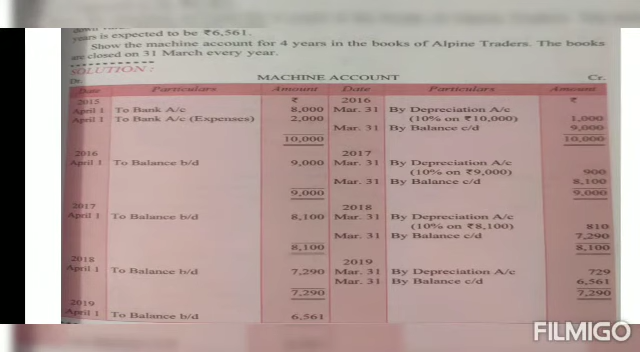 years is expected to be ₹6,561.
Show the machine account for 4 years in the books of Alpine Traders. The books
are closed on 31 March every year.
SOLUTION :
Dr. MACHINE ACCOUNT Cr.
Date Particulars Amount Date Particulars Amount
2015 ₹ 2016 ₹
April 1 To Bank A/c 8,000 Mar. 31 By Depreciation A/c
April 1 To Bank A/c (Expenses) 2,000 (10% on ₹10,000) 1,000
Mar. 31 By Balance c/d 9,000
10,000 10,000
2016 2017
April 1 To Balance b/d 9,000 Mar. 31 By Depreciation A/c
(10% on ₹9,000) 900
Mar. 31 By Balance c/d 8,100
9,000 9,000
2017 2018
April 1 To Balance b/d 8,100 Mar. 31 By Depreciation A/c
(10% on ₹8,100) 810
Mar. 31 By Balance c/d 7,290
8,100 8,100
2018 2019
April 1 To Balance b/d 7,290 Mar. 31 By Depreciation A/c 729
Mar. 31 By Balance c/d 6,561
7,290 7,290
2019
April 1 To Balance b/d 6,561
FILMIGO